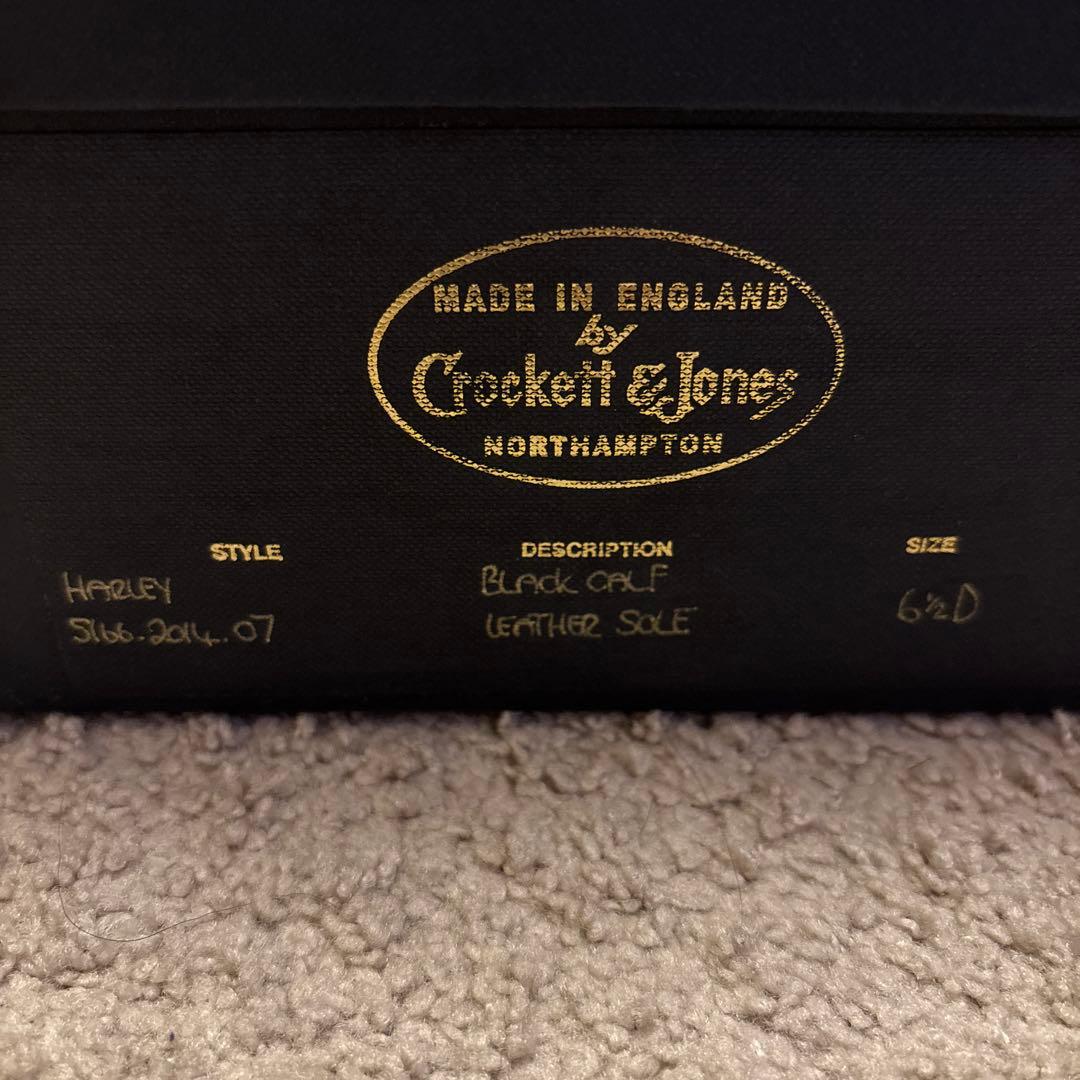 MADE IN ENGLAND
by
Crockett & Jones
NORTHAMPTON
STYLE DESCRIPTION SIZE
HARLEY BLACK CALF 6½D
5166.2014.07 LEATHER SOLE